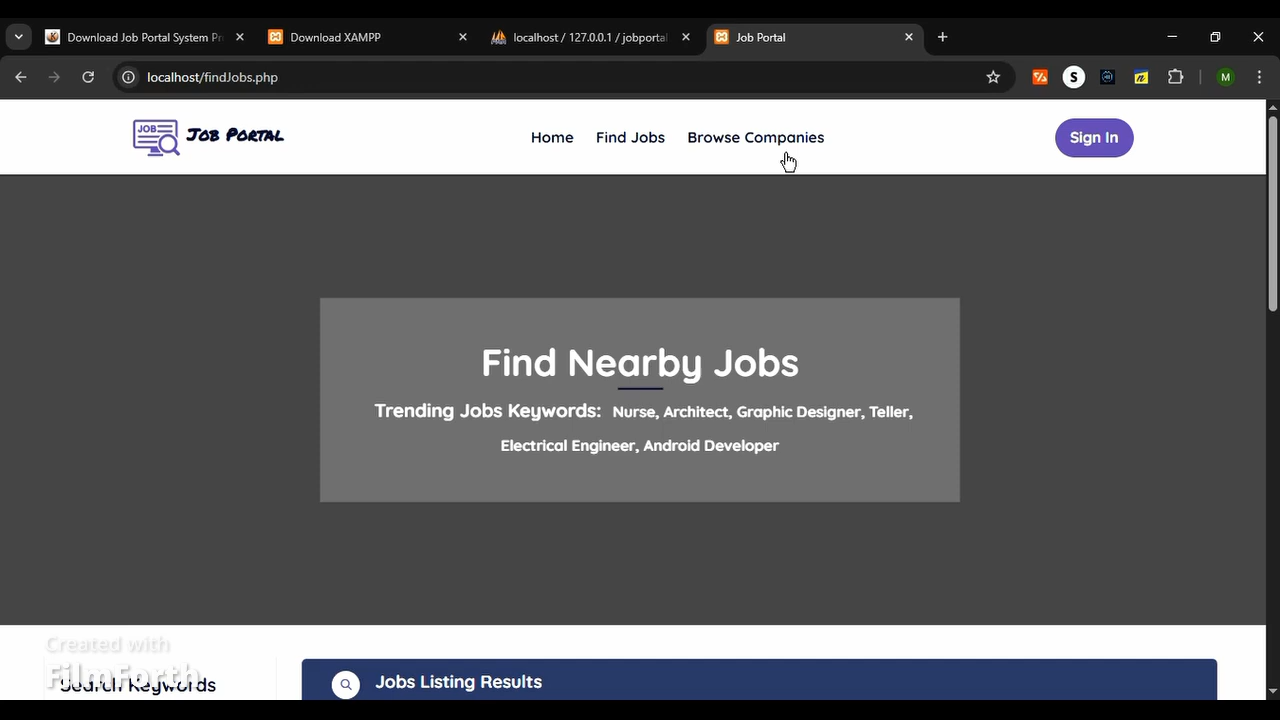 Download Job Portal System Pr
Download XAMPP
localhost / 127.0.0.1 / jobportal
Job Portal
localhost/findJobs.php
S
n
M
JOB
JOB PORTAL
Home
Find Jobs
Browse Companies
Sign In
Find Nearby Jobs
Trending Jobs Keywords: Nurse, Architect, Graphic Designer, Teller,
Electrical Engineer, Android Developer
Created with
FilmForth
Search Keywords
Jobs Listing Results